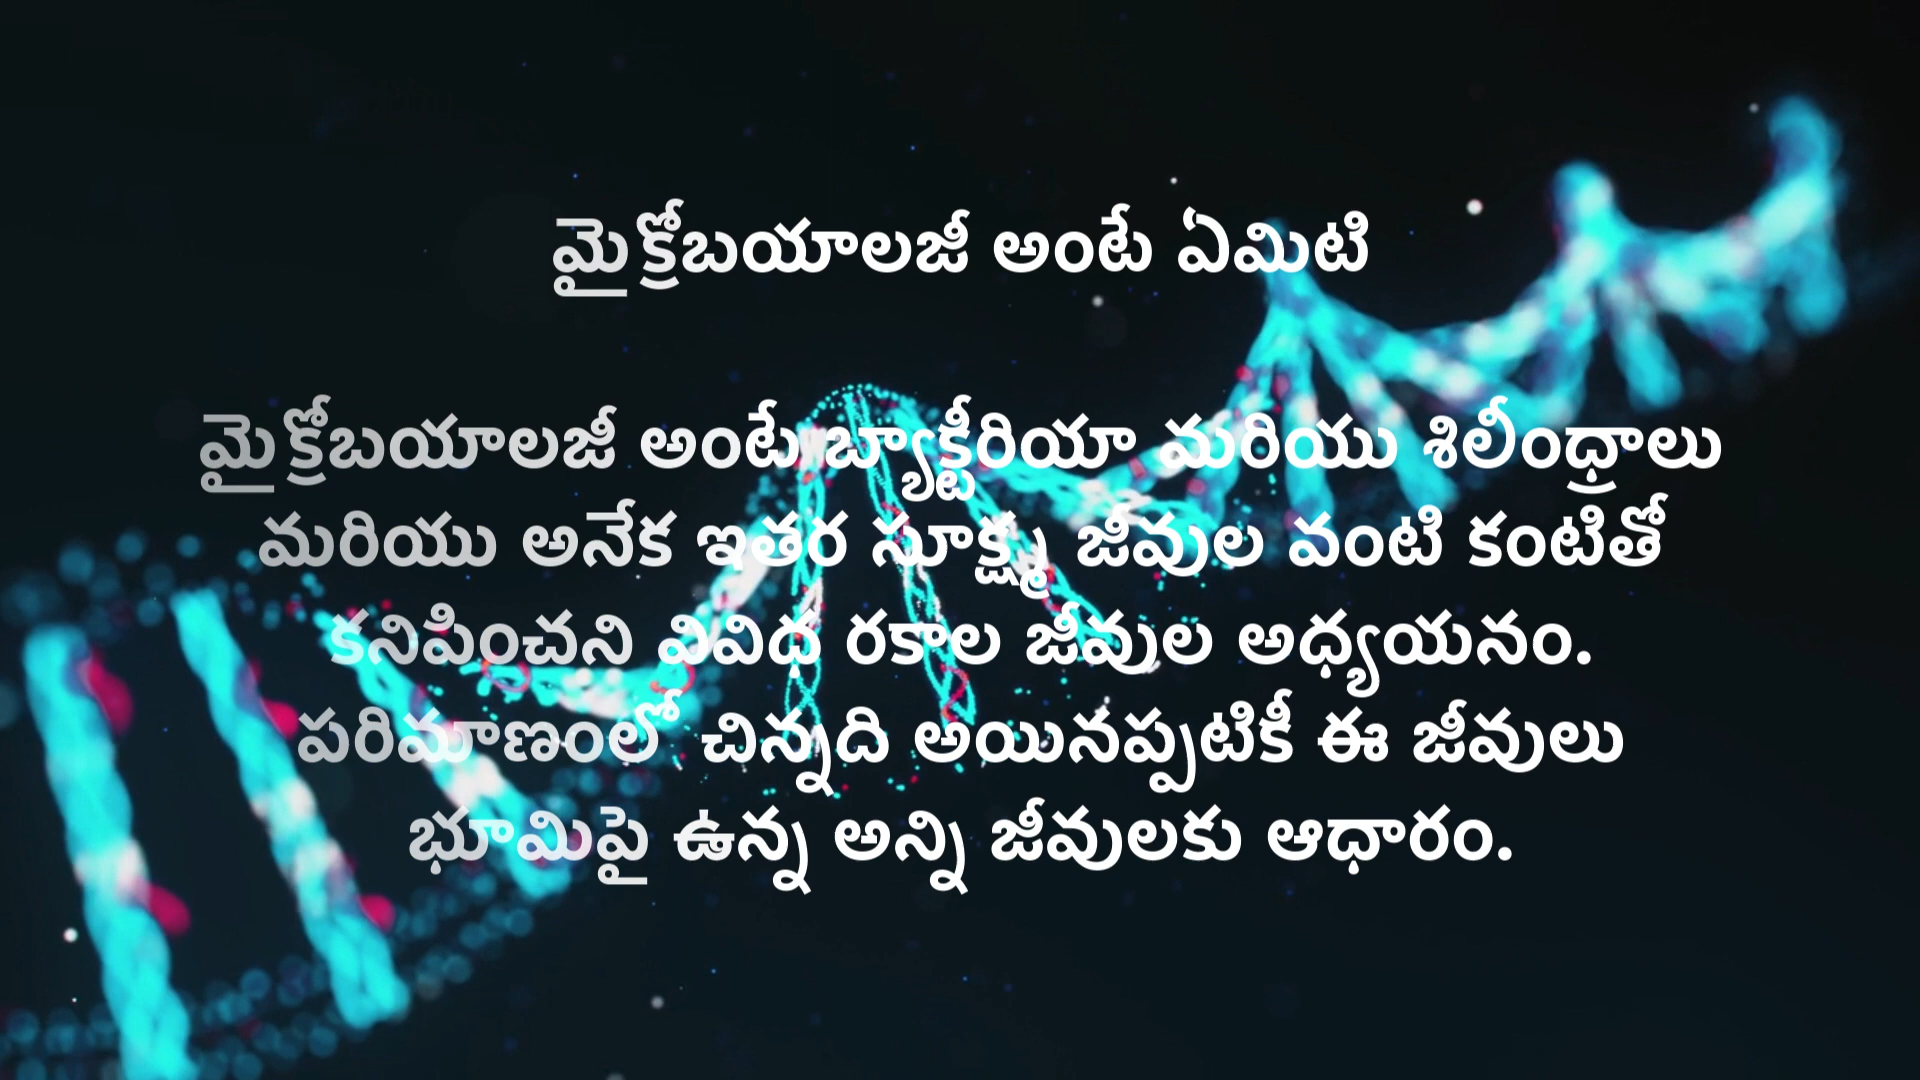 మైక్రోబయాలజీ అంటే ఏమిటి
మైక్రోబయాలజీ అంటే బ్యాక్టీరియా మరియు శిలీంధ్రాలు
మరియు అనేక ఇతర సూక్ష్మ జీవుల వంటి కంటితో
కనిపించని వివిధ రకాల జీవుల అధ్యయనం.
పరిమాణంలో చిన్నది అయినప్పటికీ ఈ జీవులు
భూమిపై ఉన్న అన్ని జీవులకు ఆధారం.